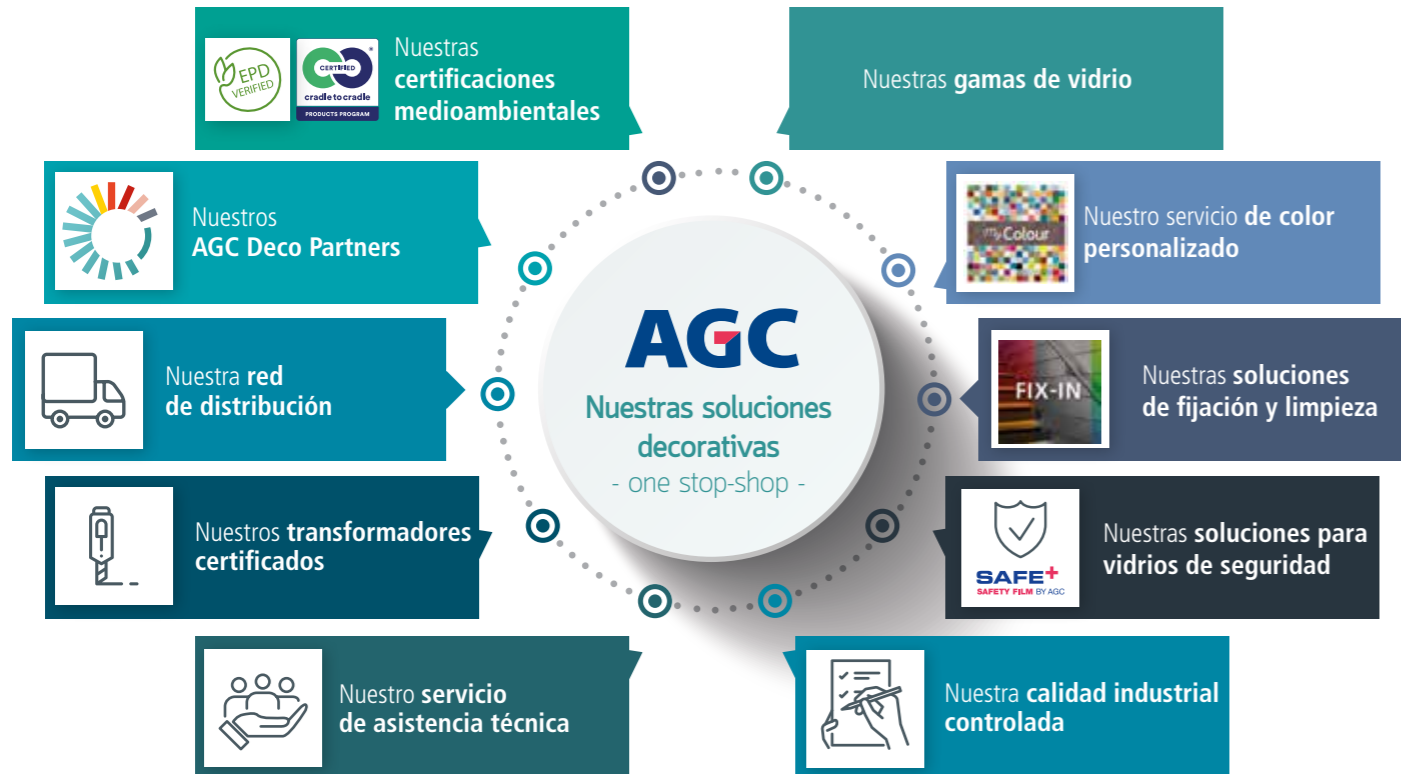 EPD
VERIFIED
CERTIFIED
cradle to cradle
PRODUCTS PROGRAM
Nuestras
certificaciones
medioambientales
Nuestras gamas de vidrio
Nuestros
AGC Deco Partners
myColour
Nuestro servicio de color
personalizado
Nuestra red
de distribución
AGC
Nuestras soluciones
decorativas
- one stop-shop -
FIX-IN
Nuestras soluciones
de fijación y limpieza
Nuestros transformadores
certificados
SAFE+
SAFETY FILM BY AGC
Nuestras soluciones para
vidrios de seguridad
Nuestro servicio
de asistencia técnica
Nuestra calidad industrial
controlada